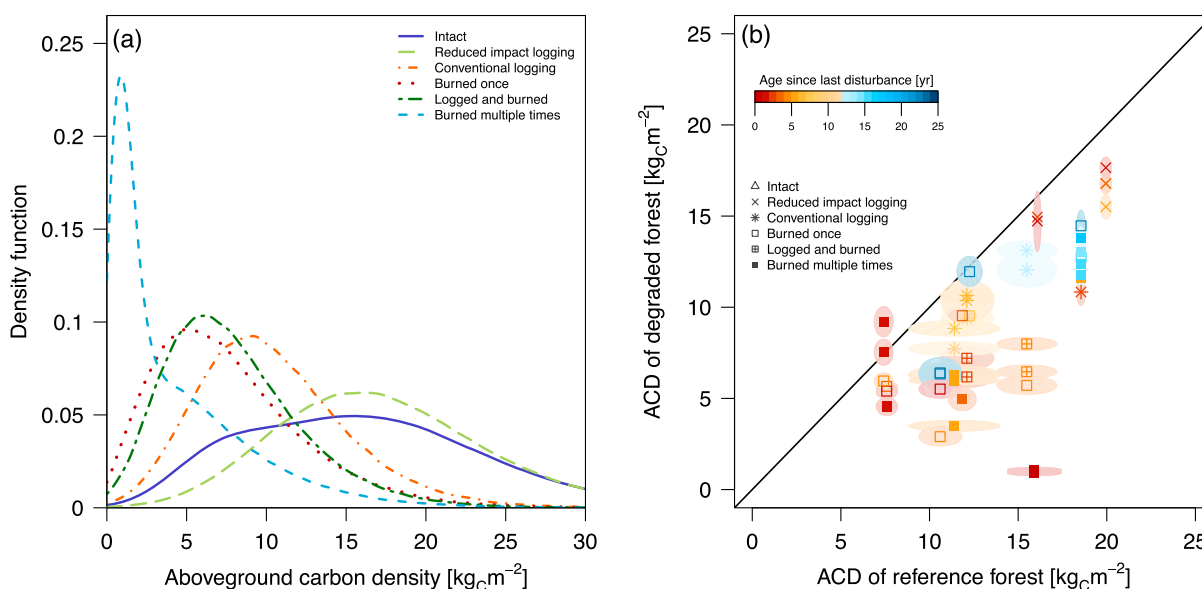 (a)
Intact
Reduced impact logging
Conventional logging
Burned once
Logged and burned
Burned multiple times
Density function
0.25
0.2
0.15
0.1
0.05
0
0 5 10 15 20 25 30
Aboveground carbon density [kgCm−2]
(b)
Age since last disturbance [yr]
0 5 10 15 20 25
Intact
Reduced impact logging
Conventional logging
Burned once
Logged and burned
Burned multiple times
ACD of degraded forest [kgCm−2]
25
20
15
10
5
0
0 5 10 15 20 25
ACD of reference forest [kgCm−2]